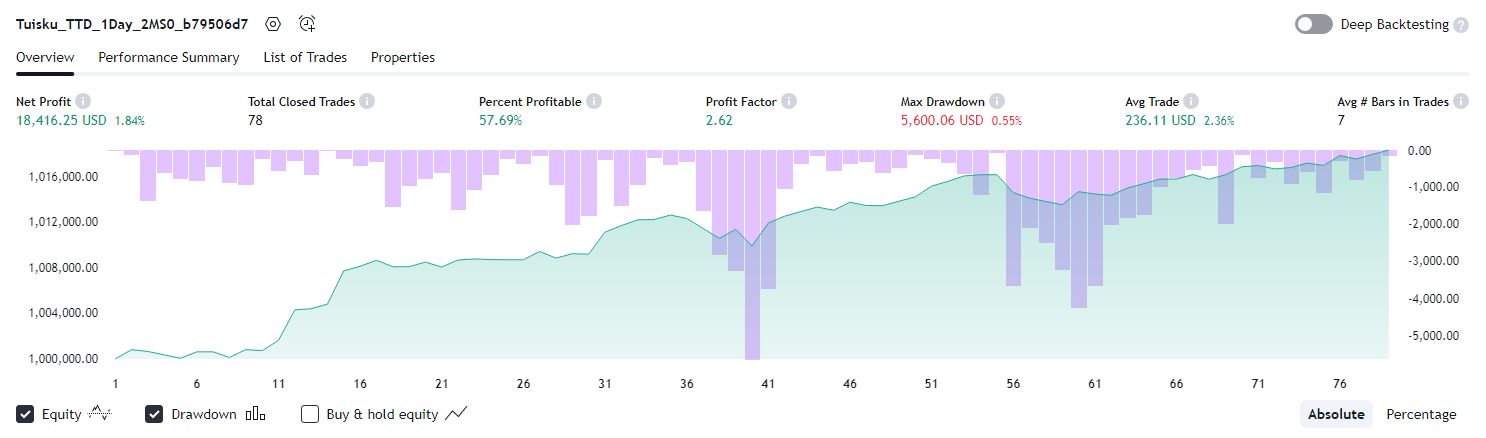 Tuisku_TTD_1Day_2MS0_b79506d7
Deep Backtesting ?
Overview Performance Summary List of Trades Properties
Net Profit Total Closed Trades Percent Profitable Profit Factor Max Drawdown Avg Trade Avg # Bars in Trades
18,416.25 USD 1.84% 78 57.69% 2.62 5,600.06 USD 0.55% 236.11 USD 2.36% 7
0.00
1,016,000.00
-1,000.00
1,012,000.00
-2,000.00
-3,000.00
1,008,000.00
-4,000.00
1,004,000.00
-5,000.00
1,000,000.00
1 6 11 16 21 26 31 36 41 46 51 56 61 66 71 76
Equity Drawdown Buy & hold equity Absolute Percentage